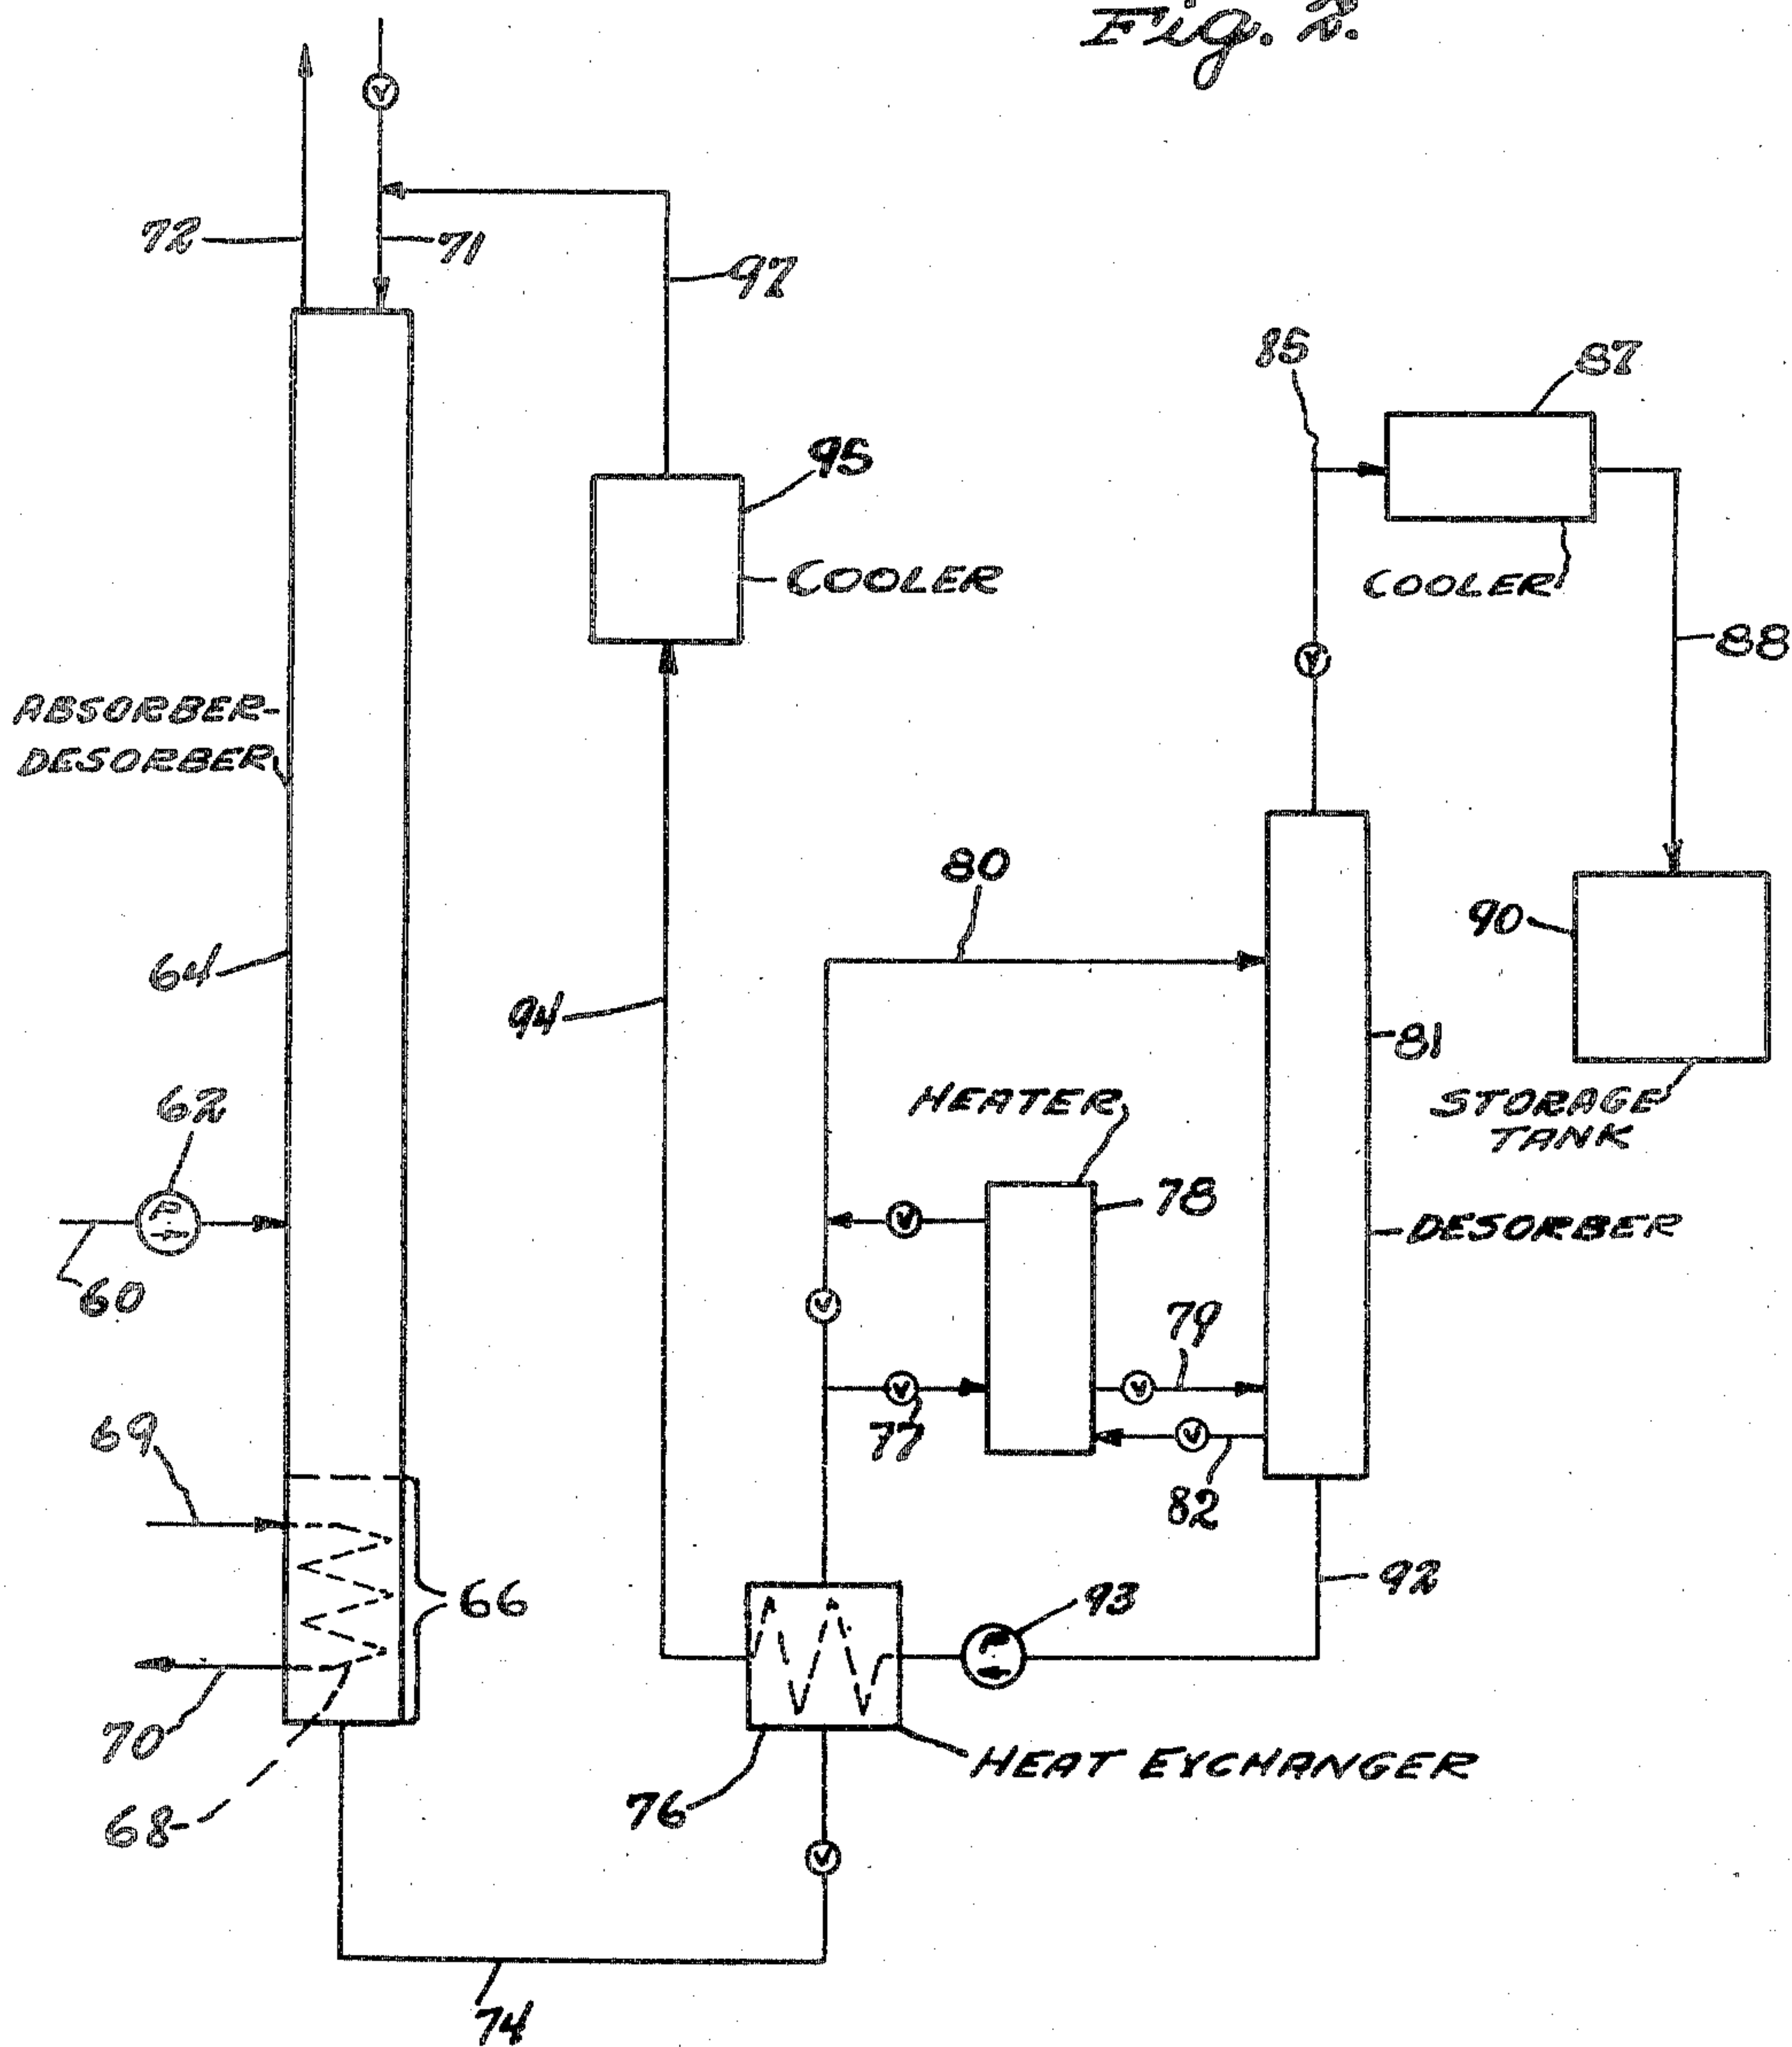 Fig. 2.
72
71
97
85
87
95
COOLER
COOLER
88
ABSORBER-
DESORBER
80
90
64
94
81
62
HEATER
STORAGE
TANK
P
78
DESORBER
60
79
69
77
82
66
93
92
P
70
HEAT EXCHANGER
76
68
74
V
V
V
V
V
V
V
V